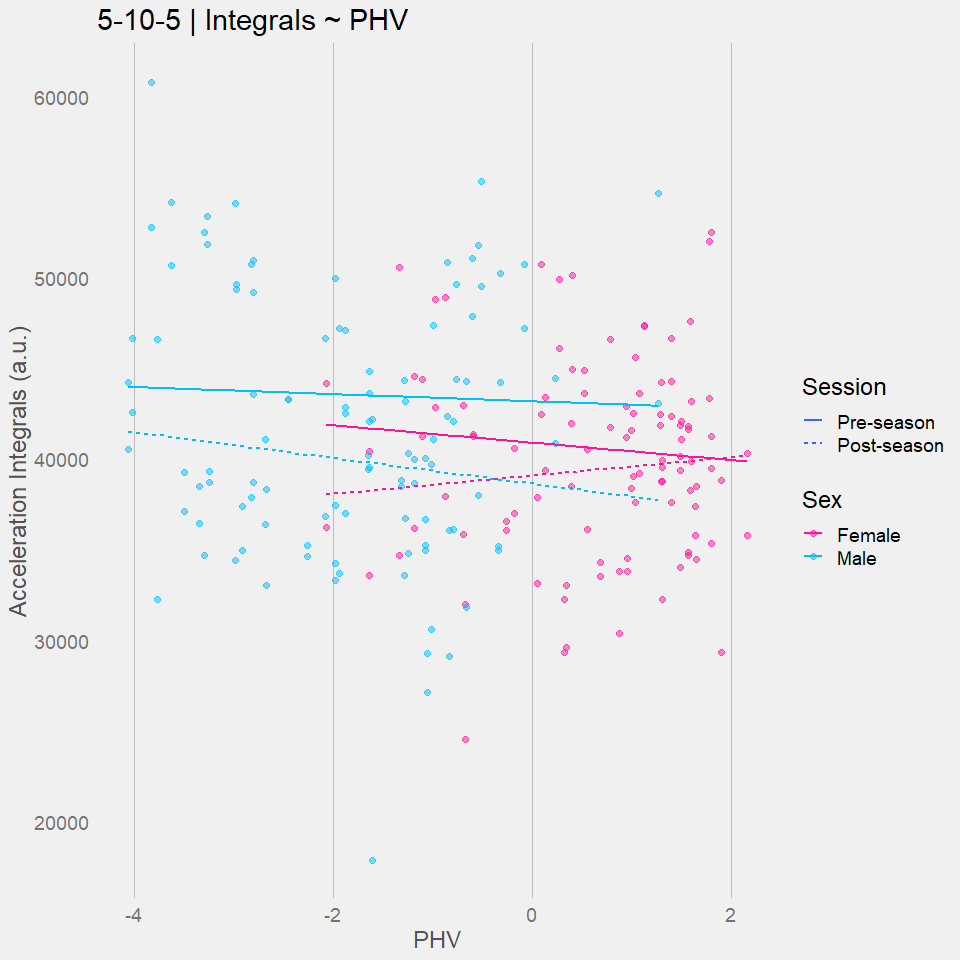 5-10-5 | Integrals ~ PHV
60000
50000
40000
30000
20000
Acceleration Integrals (a.u.)
-4
-2
0
2
PHV
Session
Pre-season
Post-season
Sex
Female
Male